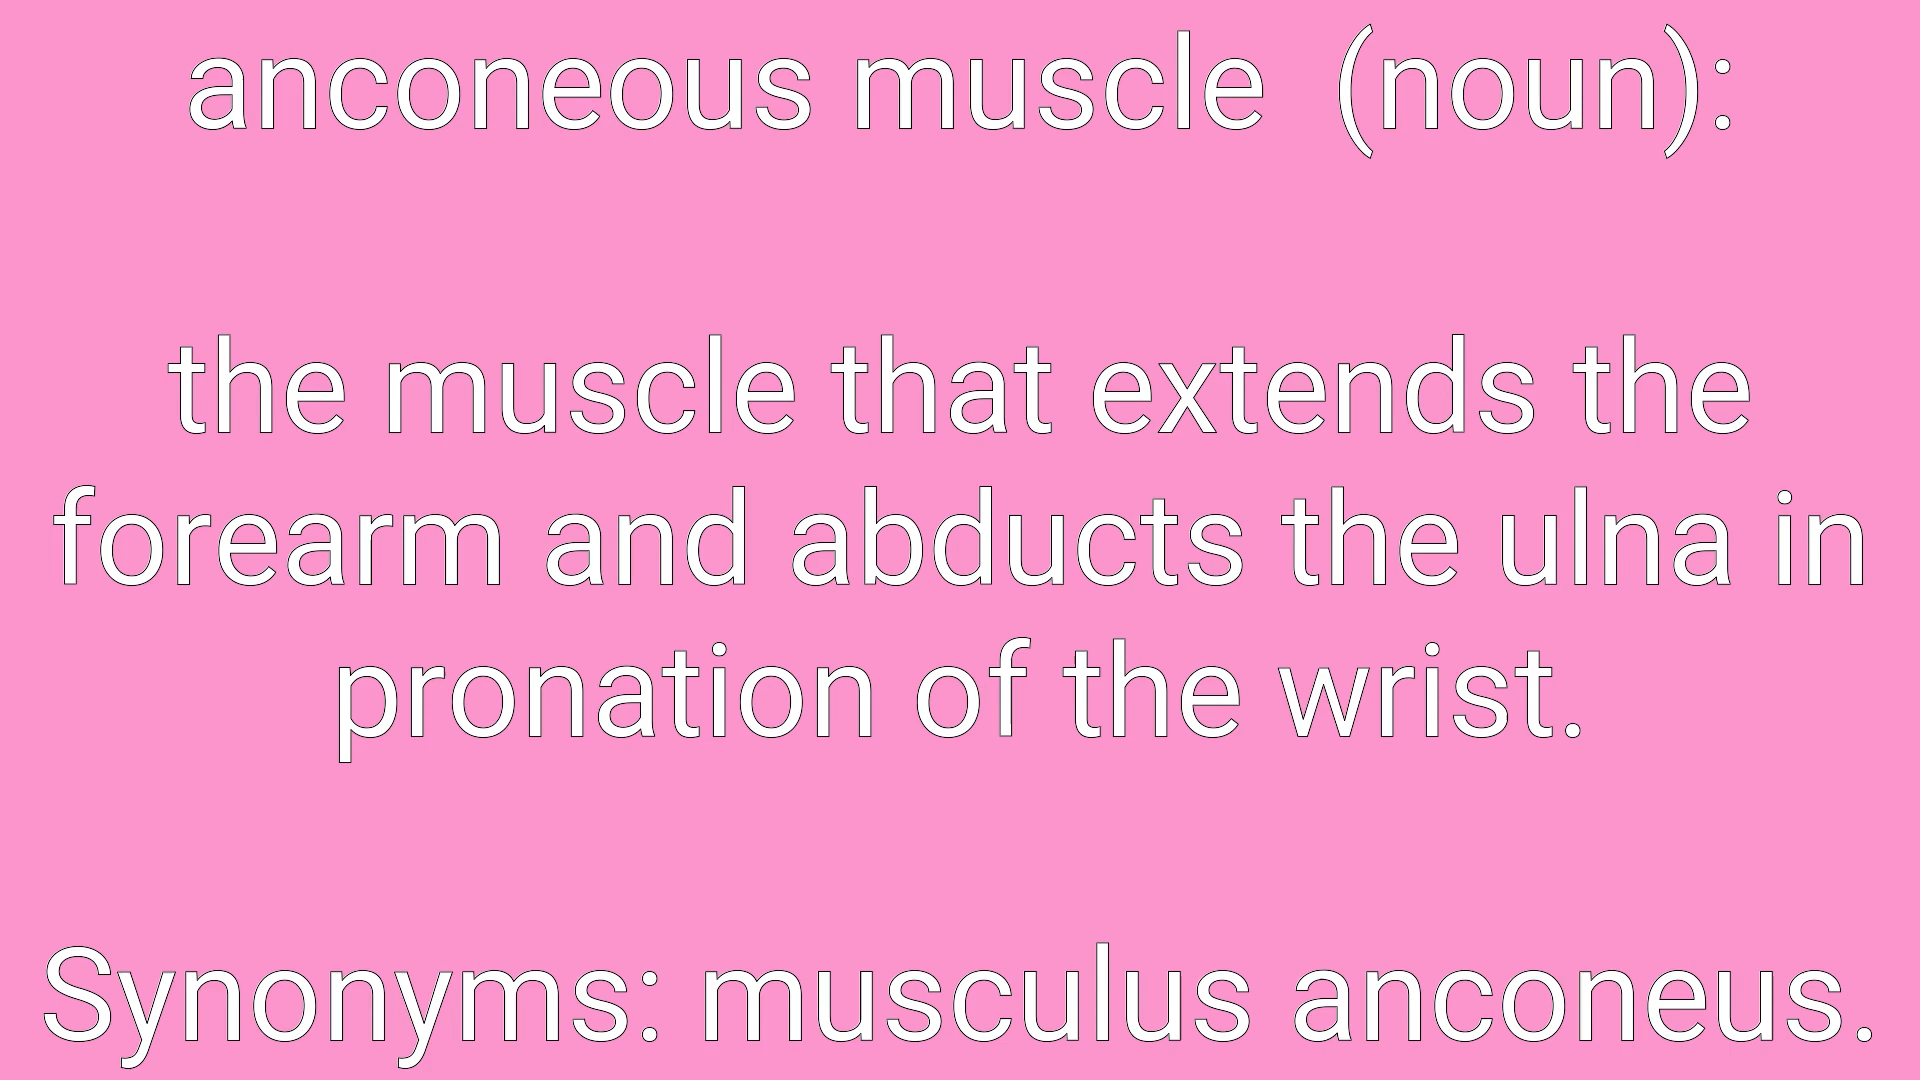 anconeous muscle  (noun):
the muscle that extends the
forearm and abducts the ulna in
pronation of the wrist.
Synonyms: musculus anconeus.